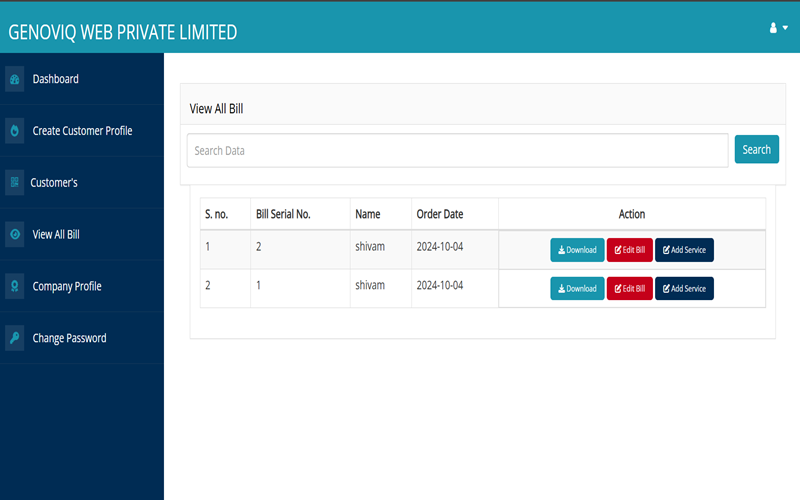 GENOVIQ WEB PRIVATE LIMITED
Dashboard
Create Customer Profile
Customer's
View All Bill
Company Profile
Change Password
View All Bill
Search Data Search
S. no. Bill Serial No. Name Order Date Action
1 2 shivam 2024-10-04 Download Edit Bill Add Service
2 1 shivam 2024-10-04 Download Edit Bill Add Service